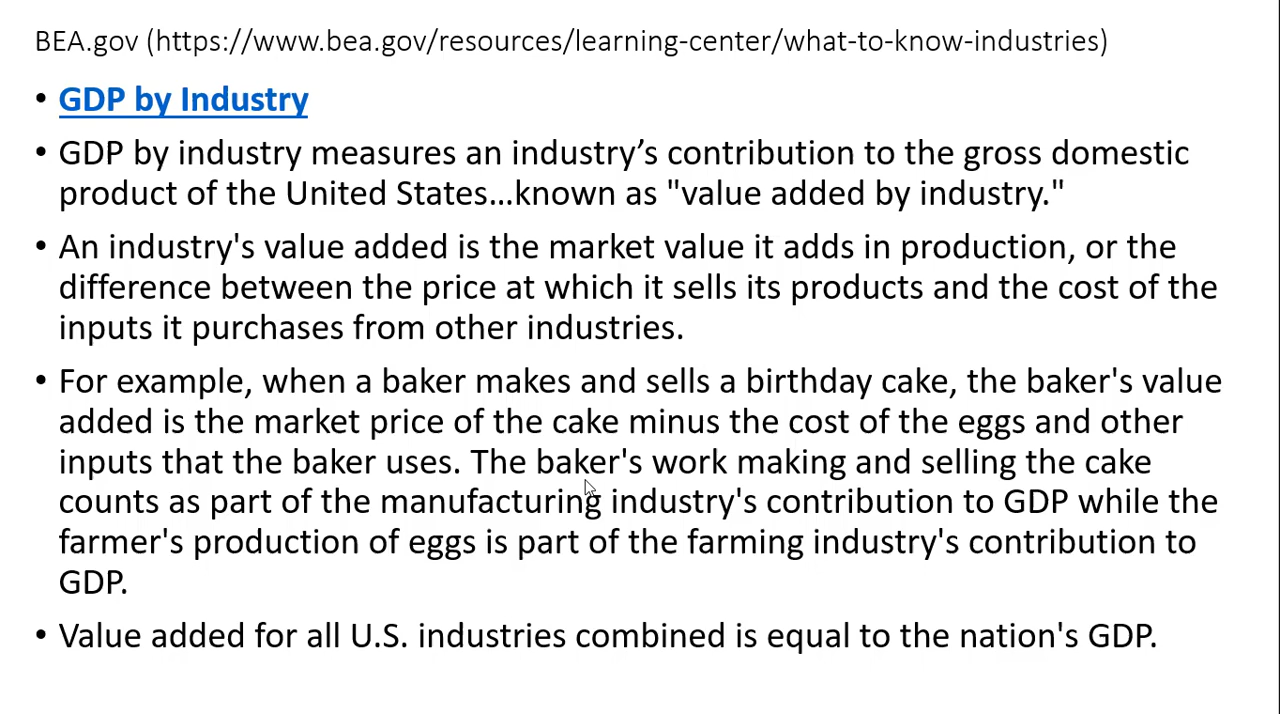 BEA.gov (https://www.bea.gov/resources/learning-center/what-to-know-industries)
• GDP by Industry
• GDP by industry measures an industry’s contribution to the gross domestic
product of the United States…known as "value added by industry."
• An industry's value added is the market value it adds in production, or the
difference between the price at which it sells its products and the cost of the
inputs it purchases from other industries.
• For example, when a baker makes and sells a birthday cake, the baker's value
added is the market price of the cake minus the cost of the eggs and other
inputs that the baker uses. The baker's work making and selling the cake
counts as part of the manufacturing industry's contribution to GDP while the
farmer's production of eggs is part of the farming industry's contribution to
GDP.
• Value added for all U.S. industries combined is equal to the nation's GDP.